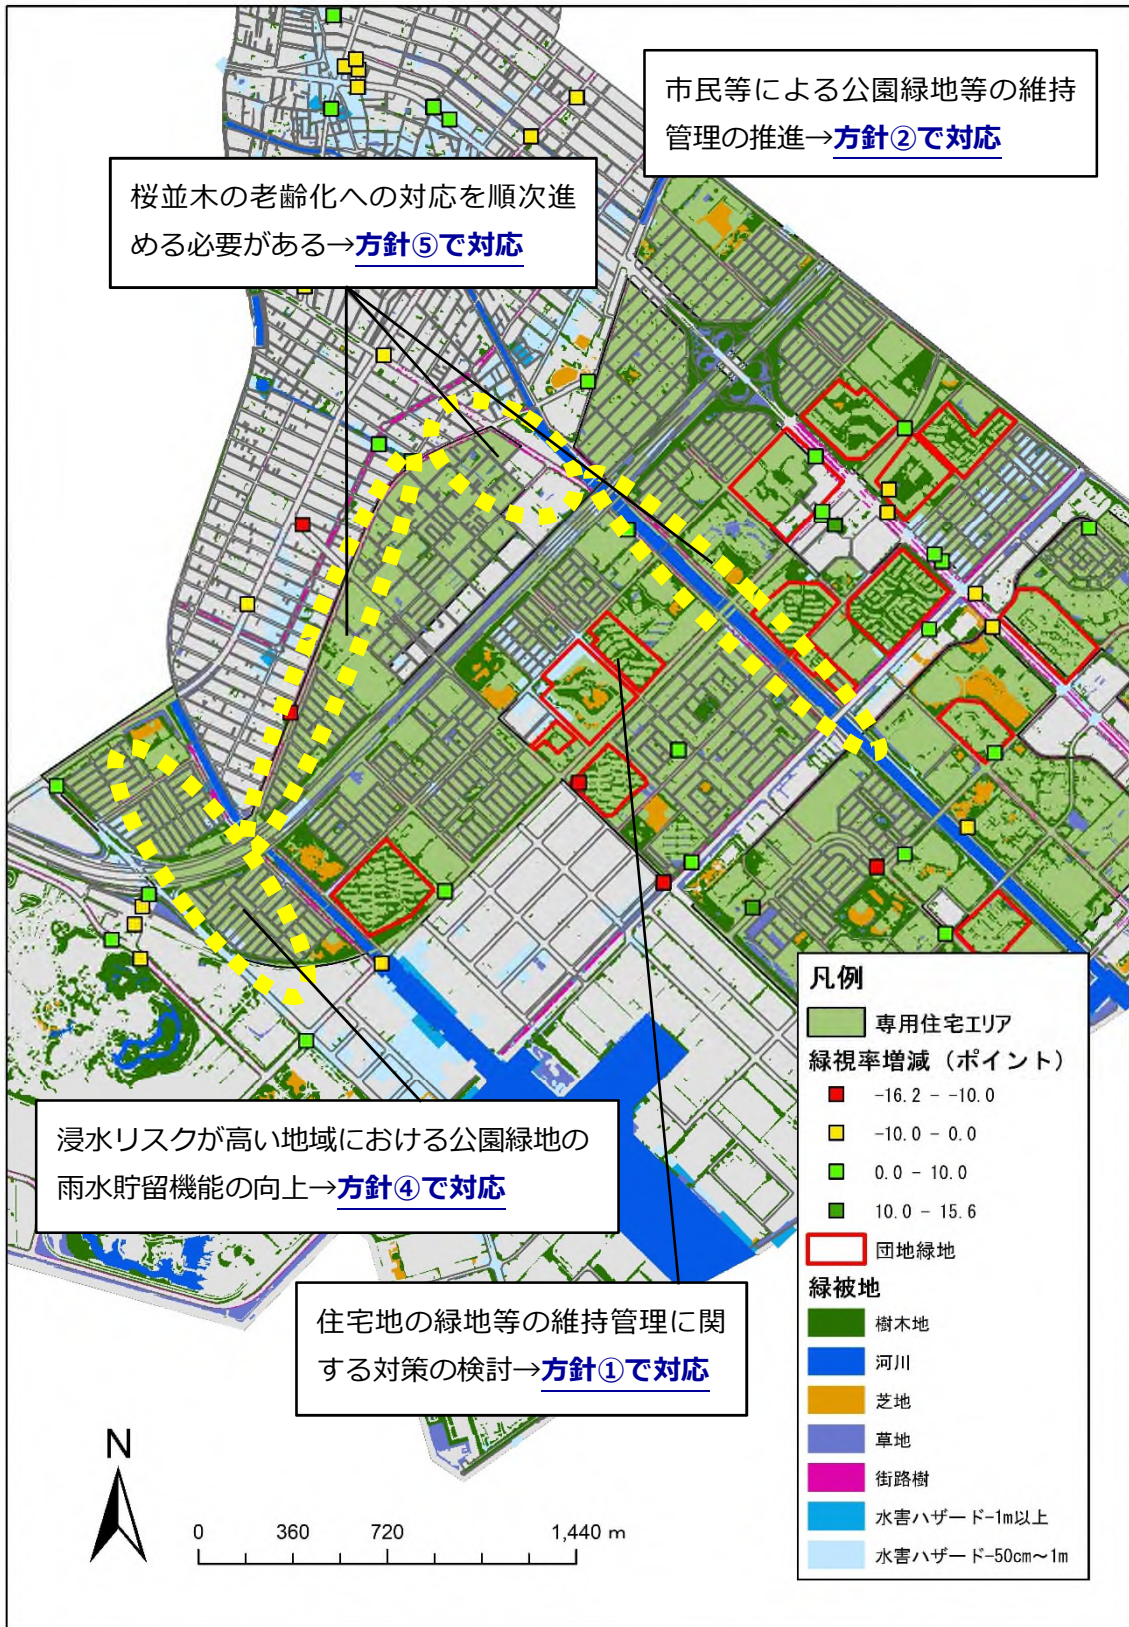 市民等による公園緑地等の維持
管理の推進→方針②で対応
桜並木の老齢化への対応を順次進
める必要がある→方針⑤で対応
浸水リスクが高い地域における公園緑地の
雨水貯留機能の向上→方針④で対応
住宅地の緑地等の維持管理に関
する対策の検討→方針①で対応
凡例
専用住宅エリア
緑視率増減（ポイント）
-16.2 - -10.0
-10.0 - 0.0
0.0 - 10.0
10.0 - 15.6
団地緑地
緑被地
樹木地
河川
芝地
草地
街路樹
水害ハザード-1m以上
水害ハザード-50cm～1m
N
0 360 720 1,440 m